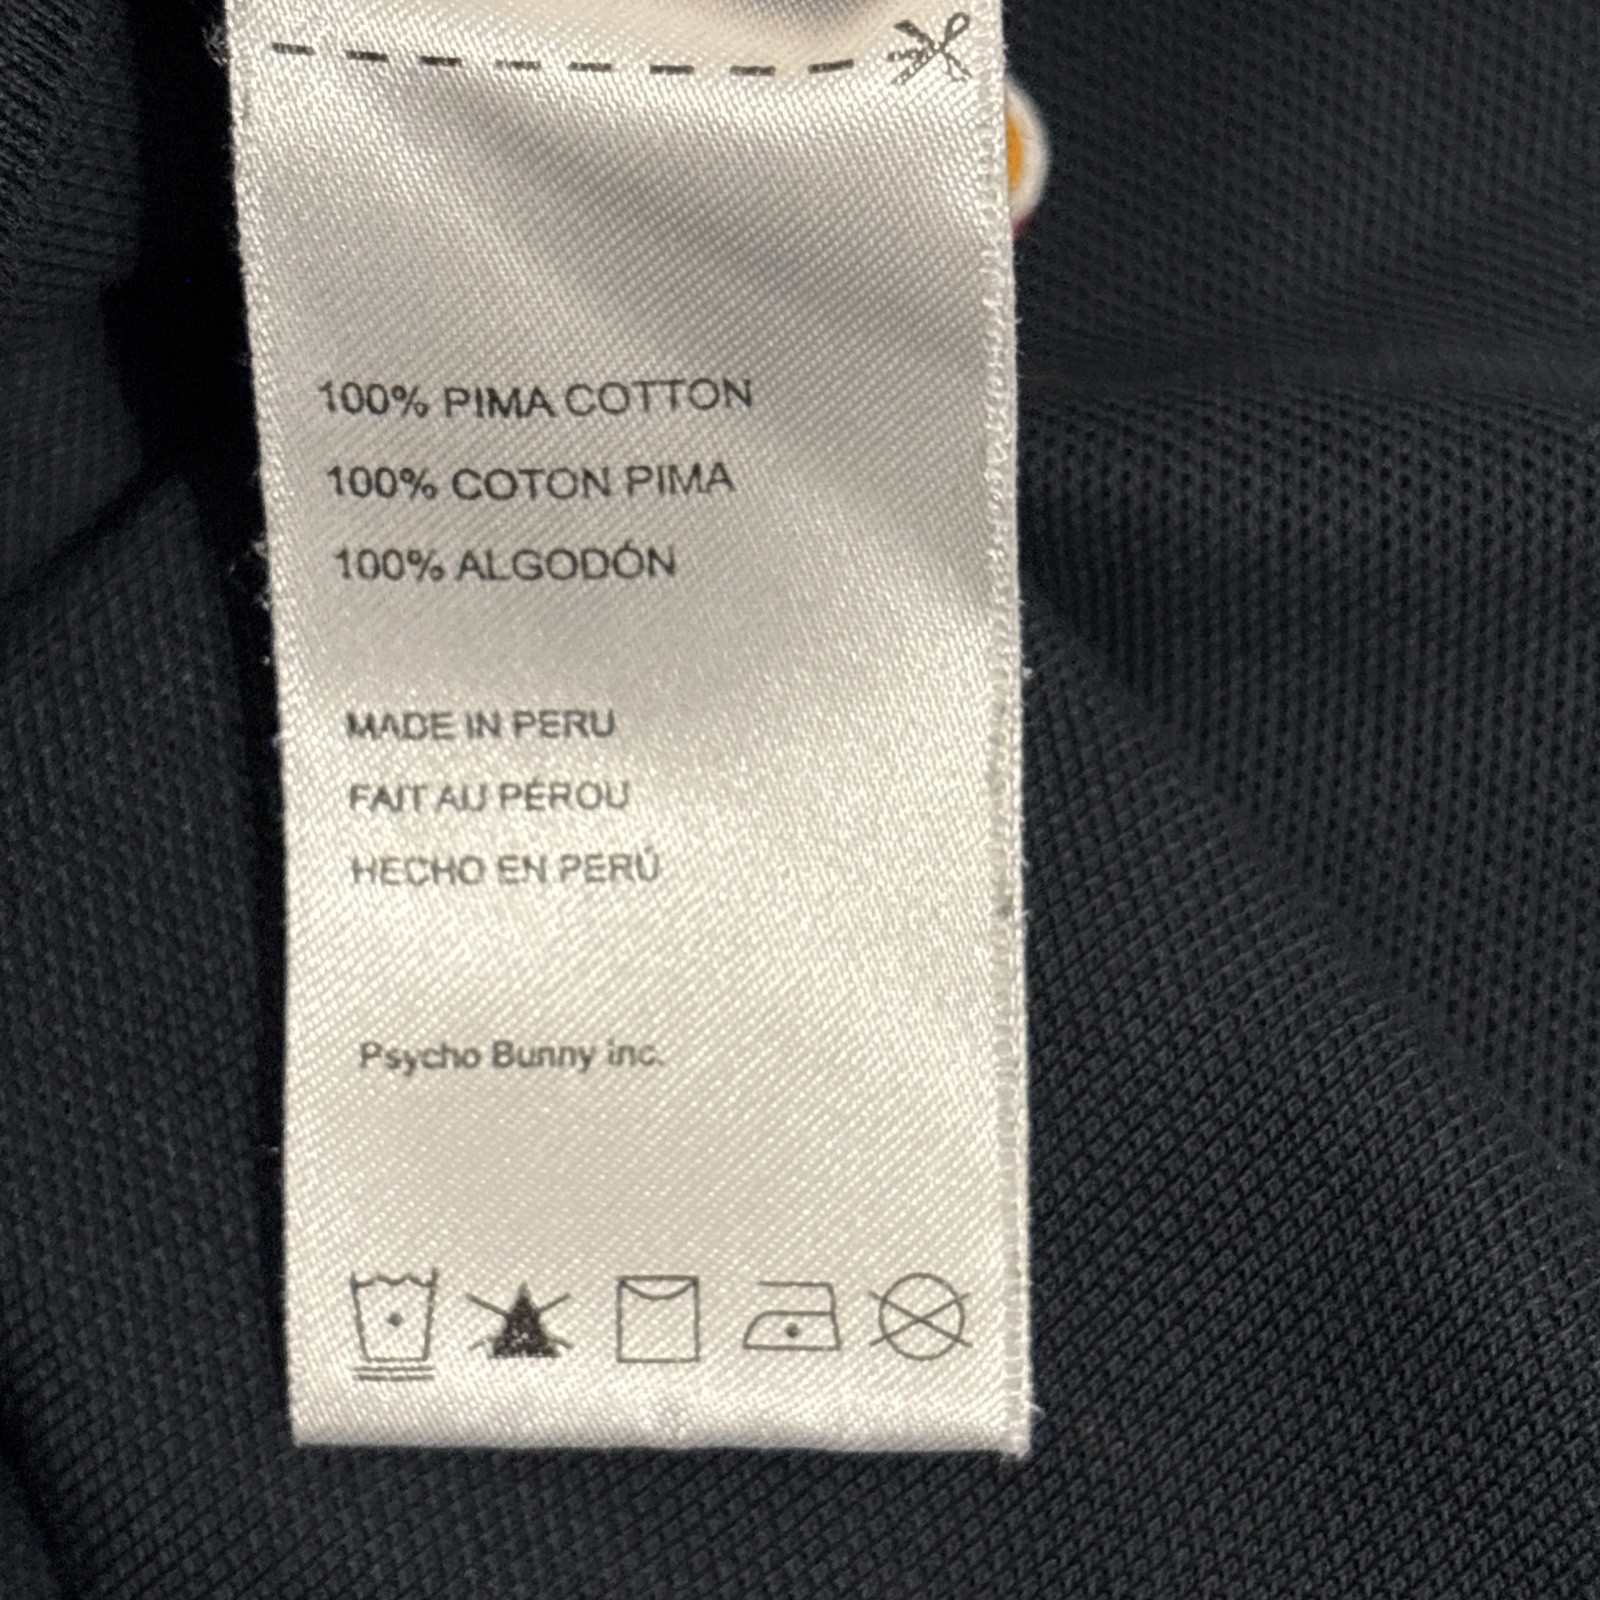 100% PIMA COTTON
100% COTON PIMA
100% ALGODÓN
MADE IN PERU
FAIT AU PÉROU
HECHO EN PERÚ
Psycho Bunny inc.